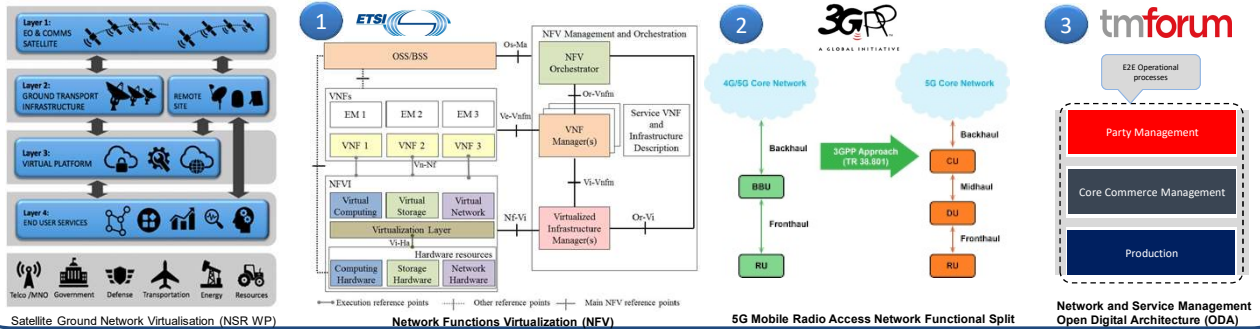 Layer 1:
EO & COMMS
SATELLITE
Layer 2:
GROUND TRANSPORT
INFRASTRUCTURE
REMOTE
SITE
Layer 3:
VIRTUAL PLATFORM
Layer 4:
END USER SERVICES
Telco /MNO Government Defense Transportation Energy Resources
Satellite Ground Network Virtualisation (NSR WP)
1
ETSI
NFV Management and Orchestration
OSS/BSS
Os-Ma
NFV
Orchestrator
Or-Vnfm
VNFs
EM 1 EM 2 EM 3
VNF 1 VNF 2 VNF 3
Ve-Vnfm
VNF
Manager(s)
Service VNF
and
Infrastructure
Description
Vn-Nf
Vi-Vnfm
NFVI
Virtual
Computing
Virtual
Storage
Virtual
Network
Virtualization Layer
Vi-Ha
Nf-Vi
Virtualized
Infrastructure
Manager(s)
Or-Vi
Hardware resources
Computing
Hardware
Storage
Hardware
Network
Hardware
Execution reference points Other reference points Main NFV reference points
Network Functions Virtualization (NFV)
2
3GPP
A GLOBAL INITIATIVE
4G/5G Core Network
Backhaul
BBU
Fronthaul
RU
3GPP Approach
(TR 38.801)
5G Core Network
Backhaul
CU
Midhaul
DU
Fronthaul
RU
5G Mobile Radio Access Network Functional Split
3
tmforum
E2E Operational
processes
Party Management
Core Commerce Management
Production
Network and Service Management
Open Digital Architecture (ODA)